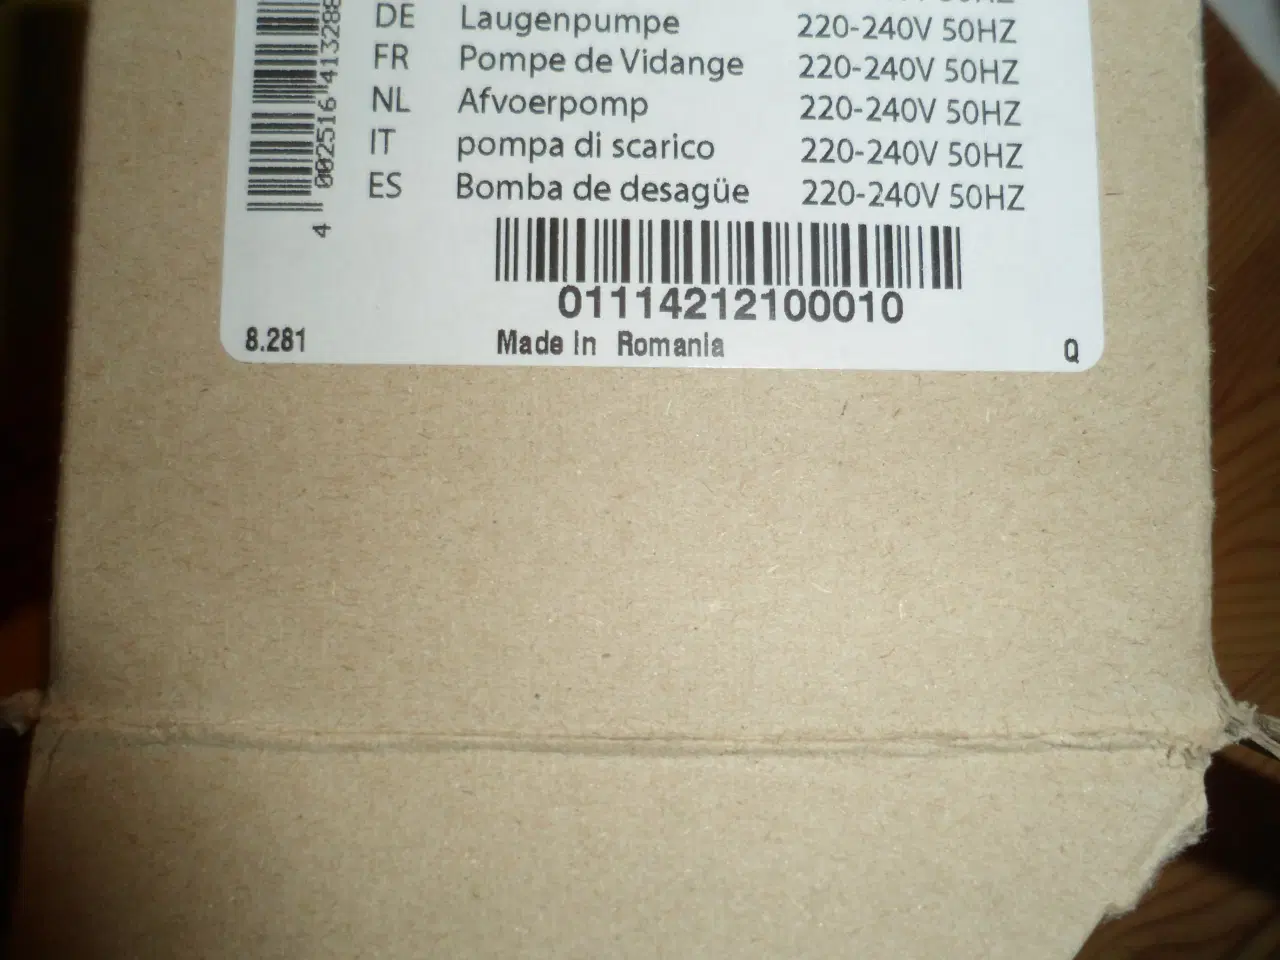 DE Laugenpumpe 220-240V 50HZ
FR Pompe de Vidange 220-240V 50HZ
NL Afvoerpomp 220-240V 50HZ
IT pompa di scarico 220-240V 50HZ
ES Bomba de desagüe 220-240V 50HZ
01114212100010
8.281 Made In Romania Q